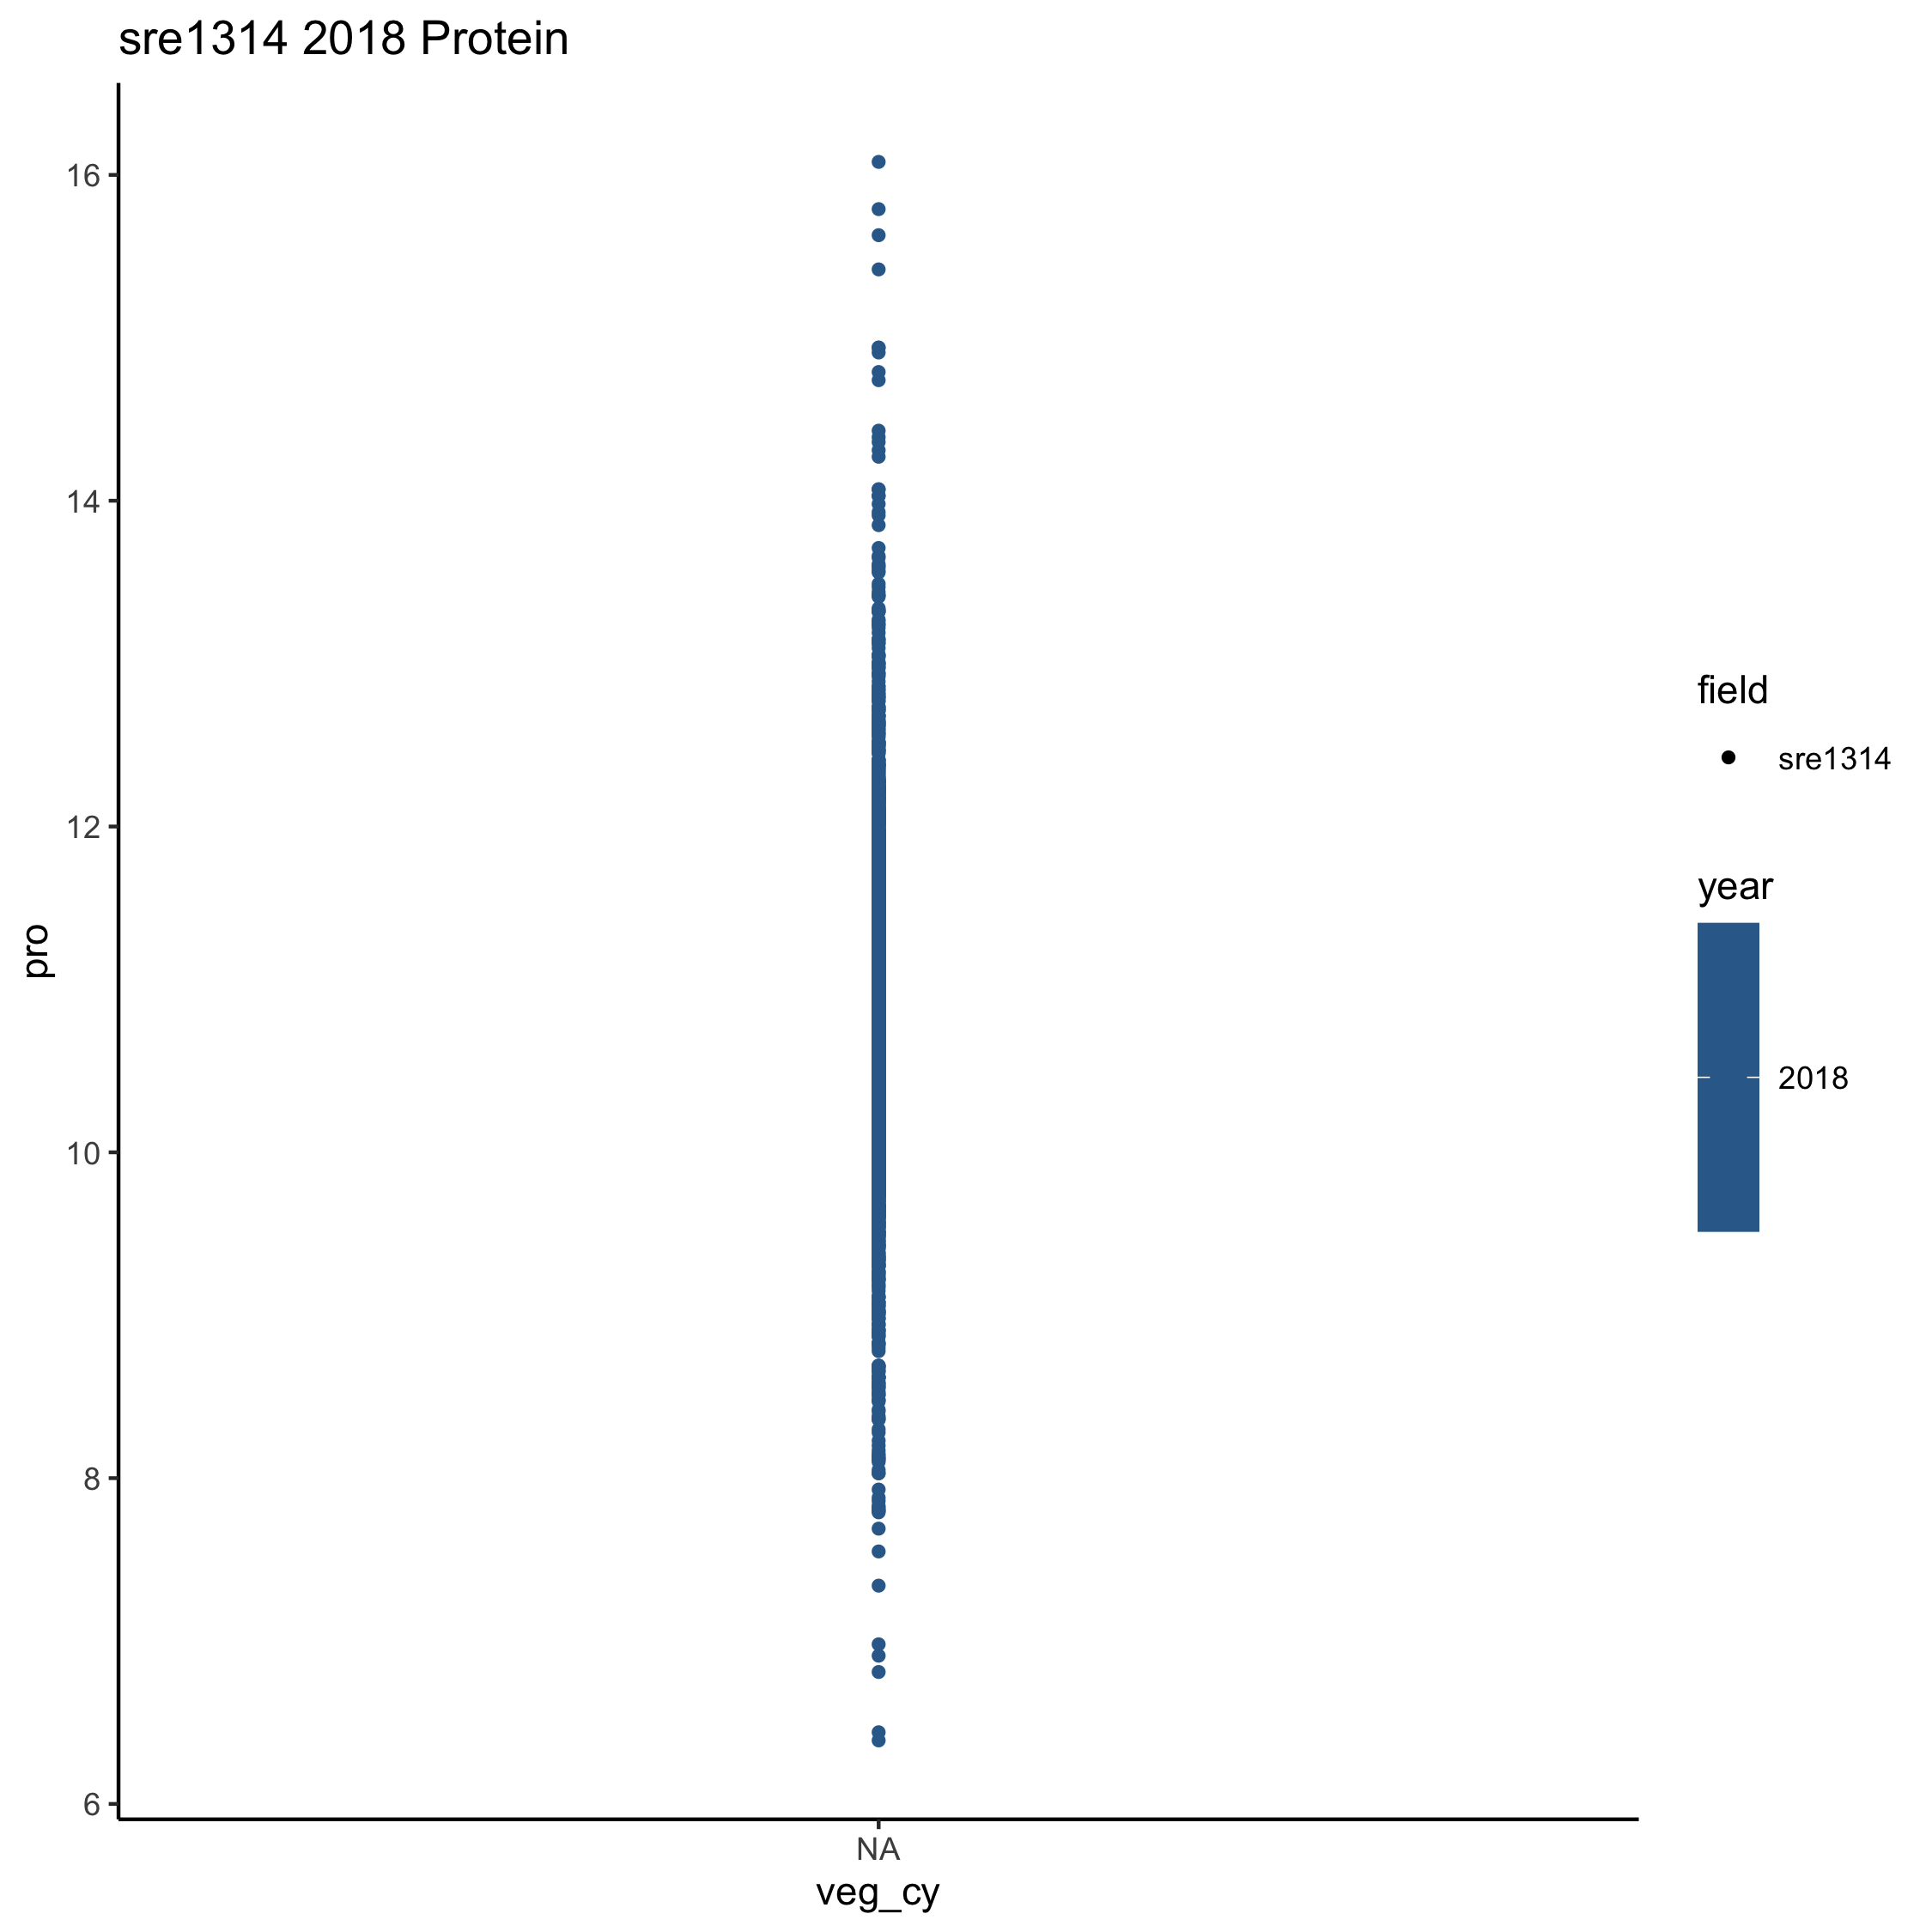 sre1314 2018 Protein
16
14
12
10
8
6
pro
NA
veg_cy
field
sre1314
year
2018